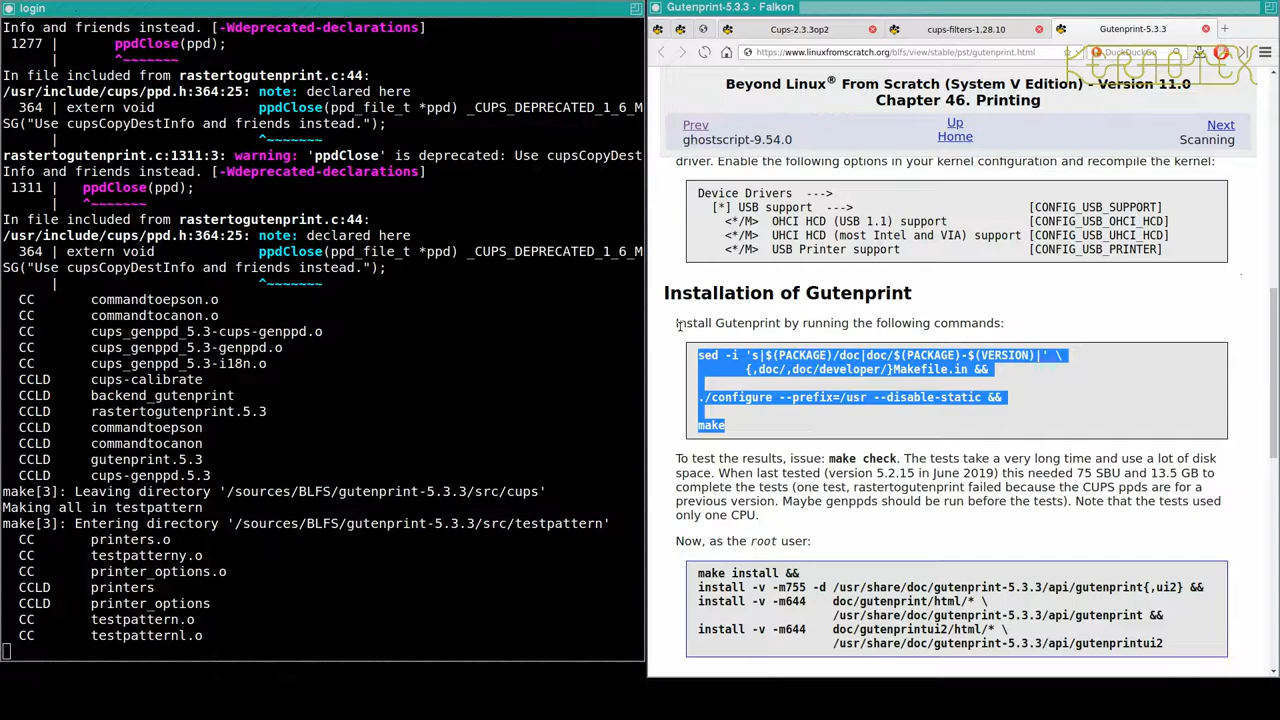 login
Info and friends instead. [-Wdeprecated-declarations]
1277 | ppdClose(ppd);
| ^~~~~~~~
In file included from rastertogutenprint.c:44:
/usr/include/cups/ppd.h:364:25: note: declared here
364 | extern void ppdClose(ppd_file_t *ppd) _CUPS_DEPRECATED_1_6_M
SG("Use cupsCopyDestInfo and friends instead.");
| ^~~~~~~~
rastertogutenprint.c:1311:3: warning: 'ppdClose' is deprecated: Use cupsCopyDest
Info and friends instead. [-Wdeprecated-declarations]
1311 | ppdClose(ppd);
| ^~~~~~~~
In file included from rastertogutenprint.c:44:
/usr/include/cups/ppd.h:364:25: note: declared here
364 | extern void ppdClose(ppd_file_t *ppd) _CUPS_DEPRECATED_1_6_M
SG("Use cupsCopyDestInfo and friends instead.");
| ^~~~~~~~
CC commandtoepson.o
CC commandtocanon.o
CC cups_genppd_5.3-cups-genppd.o
CC cups_genppd_5.3-genppd.o
CC cups_genppd_5.3-i18n.o
CCLD cups-calibrate
CCLD backend_gutenprint
CCLD rastertogutenprint.5.3
CCLD commandtoepson
CCLD commandtocanon
CCLD gutenprint.5.3
CCLD cups-genppd.5.3
make[3]: Leaving directory '/sources/BLFS/gutenprint-5.3.3/src/cups'
Making all in testpattern
make[3]: Entering directory '/sources/BLFS/gutenprint-5.3.3/src/testpattern'
CC printers.o
CC testpatterny.o
CC printer_options.o
CCLD printers
CCLD printer_options
CC testpattern.o
CC testpatternl.o
Gutenprint-5.3.3 - Falkon
Cups-2.3.3op2
cups-filters-1.28.10
Gutenprint-5.3.3
https://www.linuxfromscratch.org/blfs/view/stable/pst/gutenprint.html
DuckDuckGo
KERNOTEX
Beyond Linux® From Scratch (System V Edition) - Version 11.0
Chapter 46. Printing
Prev Up Next
ghostscript-9.54.0 Home Scanning
driver. Enable the following options in your kernel configuration and recompile the kernel:
Device Drivers --->
[*] USB support ---> [CONFIG_USB_SUPPORT]
<*/M> OHCI HCD (USB 1.1) support [CONFIG_USB_OHCI_HCD]
<*/M> UHCI HCD (most Intel and VIA) support [CONFIG_USB_UHCI_HCD]
<*/M> USB Printer support [CONFIG_USB_PRINTER]
Installation of Gutenprint
Install Gutenprint by running the following commands:
sed -i 's|$(PACKAGE)/doc|doc/$(PACKAGE)-$(VERSION)|' \
{,doc/,doc/developer/}Makefile.in &&
./configure --prefix=/usr --disable-static &&
make
To test the results, issue: make check. The tests take a very long time and use a lot of disk
space. When last tested (version 5.2.15 in June 2019) this needed 75 SBU and 13.5 GB to
complete the tests (one test, rastertogutenprint failed because the CUPS ppds are for a
previous version. Maybe genppds should be run before the tests). Note that the tests used
only one CPU.
Now, as the root user:
make install &&
install -v -m755 -d /usr/share/doc/gutenprint-5.3.3/api/gutenprint{,ui2} &&
install -v -m644 doc/gutenprint/html/* \
/usr/share/doc/gutenprint-5.3.3/api/gutenprint &&
install -v -m644 doc/gutenprintui2/html/* \
/usr/share/doc/gutenprint-5.3.3/api/gutenprintui2